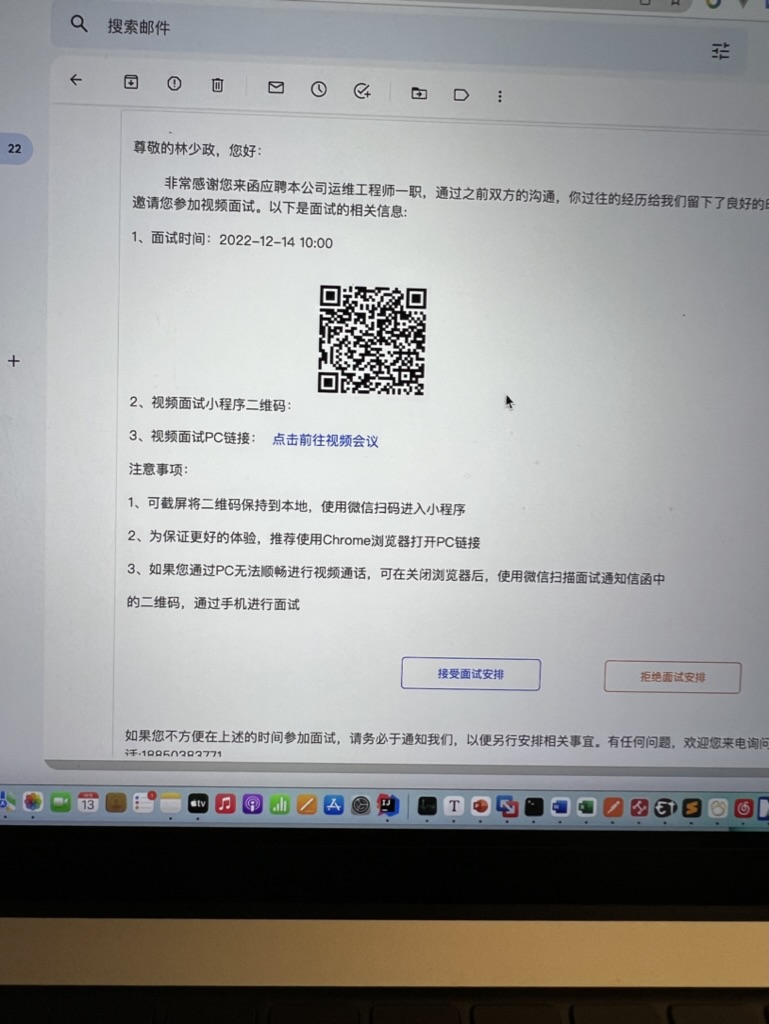 搜索邮件
22
尊敬的林少政，您好：
非常感谢您来函应聘本公司运维工程师一职，通过之前双方的沟通，你过往的经历给我们留下了良好的
邀请您参加视频面试。以下是面试的相关信息:
1、面试时间：2022-12-14 10:00
2、视频面试小程序二维码：
3、视频面试PC链接： 点击前往视频会议
注意事项：
1、可截屏将二维码保持到本地，使用微信扫码进入小程序
2、为保证更好的体验，推荐使用Chrome浏览器打开PC链接
3、如果您通过PC无法顺畅进行视频通话，可在关闭浏览器后，使用微信扫描面试通知信函中
的二维码，通过手机进行面试
接受面试安排 拒绝面试安排
如果您不方便在上述的时间参加面试，请务必于通知我们，以便另行安排相关事宜。有任何问题，欢迎您来电询问
话:18850383771
13
tv
T